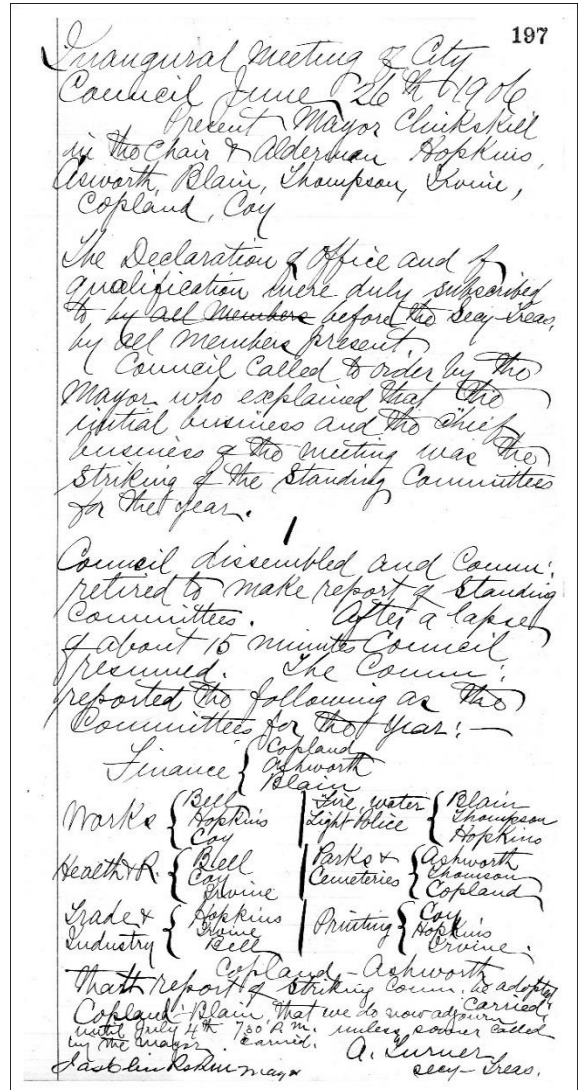 197
Inaugural meeting of City
Council June 26th 1906
Present Mayor Clinkskill
in the Chair & Alderman Hopkins,
Asworth, Blain, Thompson, Irvine,
Copland, Coy
The Declaration of Office and of
qualification were duly subscribed
to by all Members before the Secy-Treas,
by all members present.
Council Called to order by the
Mayor who explained that the
initial business and the chief
business of the meeting was the
Striking of the Standing Committees
for the year.
Council dissembled and Comm:
retired to make report of Standing
Committees. After a lapse
of about 15 minutes Council
resumed. The Comm:
reported the following as the
Committees for the Year:—
Finance { Copland
Ashworth
Blain
Works { Bell
Hopkins
Coy
Fire, water
Light Police { Blain
Thompson
Hopkins
Health & R. { Bell
Coy
Irvine
Parks &
Cemeteries { Ashworth
Thomson
Copland
Trade &
Industry { Hopkins
Irvine
Bell
Printing { Coy
Hopkins
Irvine.
Copland - Ashworth
That report of striking Comm. be adopted
Carried.
Copland - Blain, that we do now adjourn
until July 4th 7.30 P.M. unless sooner called
by the Mayor. Carried.
Jas Clinkskill Mayor
A. Turner
Secy-Treas.